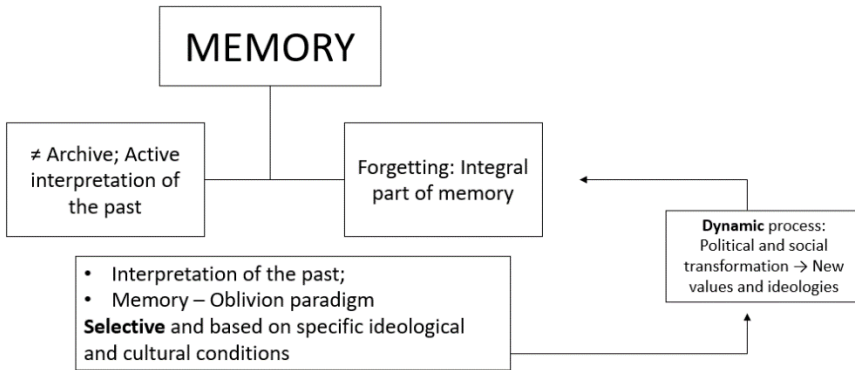 MEMORY
≠ Archive; Active
interpretation of
the past
Forgetting: Integral
part of memory
Dynamic process:
Political and social
transformation → New
values and ideologies
• Interpretation of the past;
• Memory – Oblivion paradigm
Selective and based on specific ideological
and cultural conditions